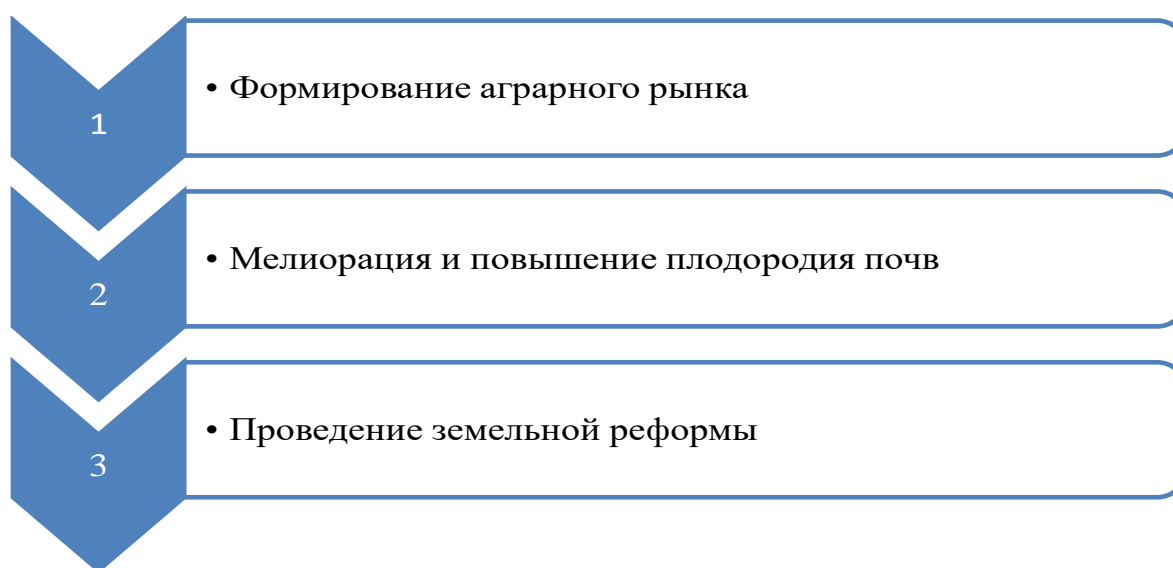 1
• Формирование аграрного рынка
2
• Мелиорация и повышение плодородия почв
3
• Проведение земельной реформы